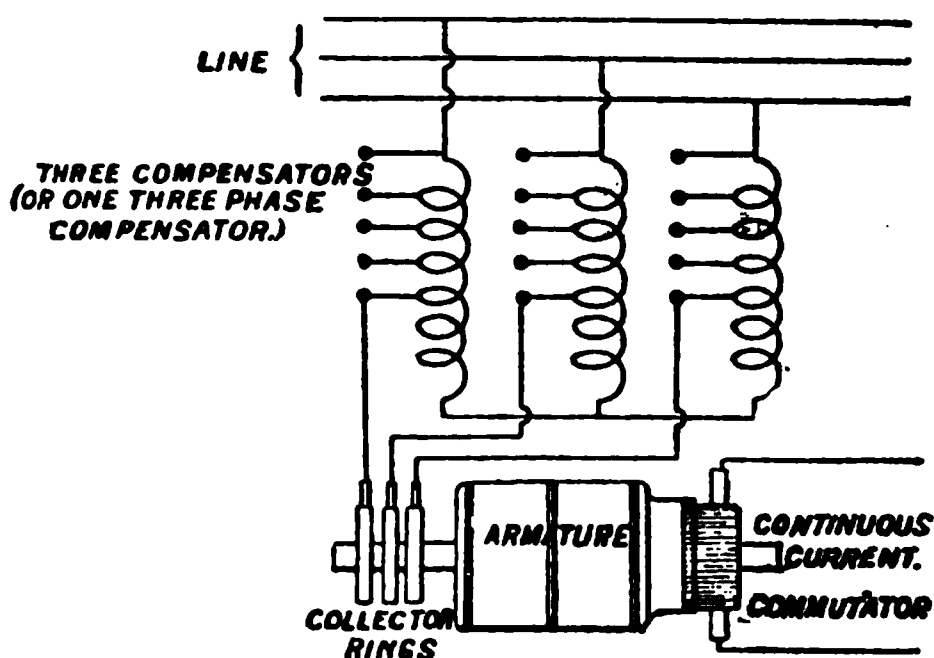 LINE
THREE COMPENSATORS
(OR ONE THREE PHASE
COMPENSATOR.)
ARMATURE
CONTINUOUS
CURRENT.
COMMUTATOR
COLLECTOR
RINGS